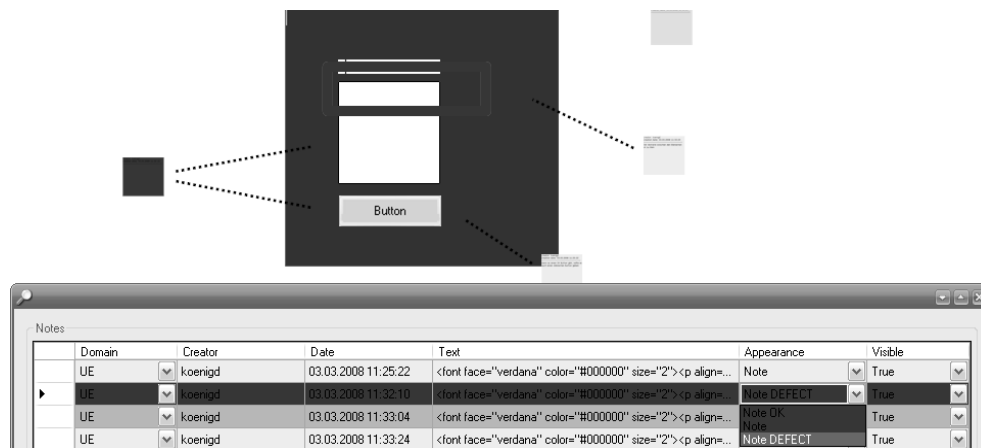 Button
Notes
Domain Creator Date Text Appearance Visible
UE koenigd 03.03.2008 11:25:22 <font face="verdana" color="#000000" size="2"><p align=... Note True
UE koenigd 03.03.2008 11:32:10 <font face="verdana" color="#000000" size="2"><p align=... Note DEFECT True
UE koenigd 03.03.2008 11:33:04 <font face="verdana" color="#000000" size="2"><p align=... Note OK True
Note
UE koenigd 03.03.2008 11:33:24 <font face="verdana" color="#000000" size="2"><p align=... Note DEFECT True